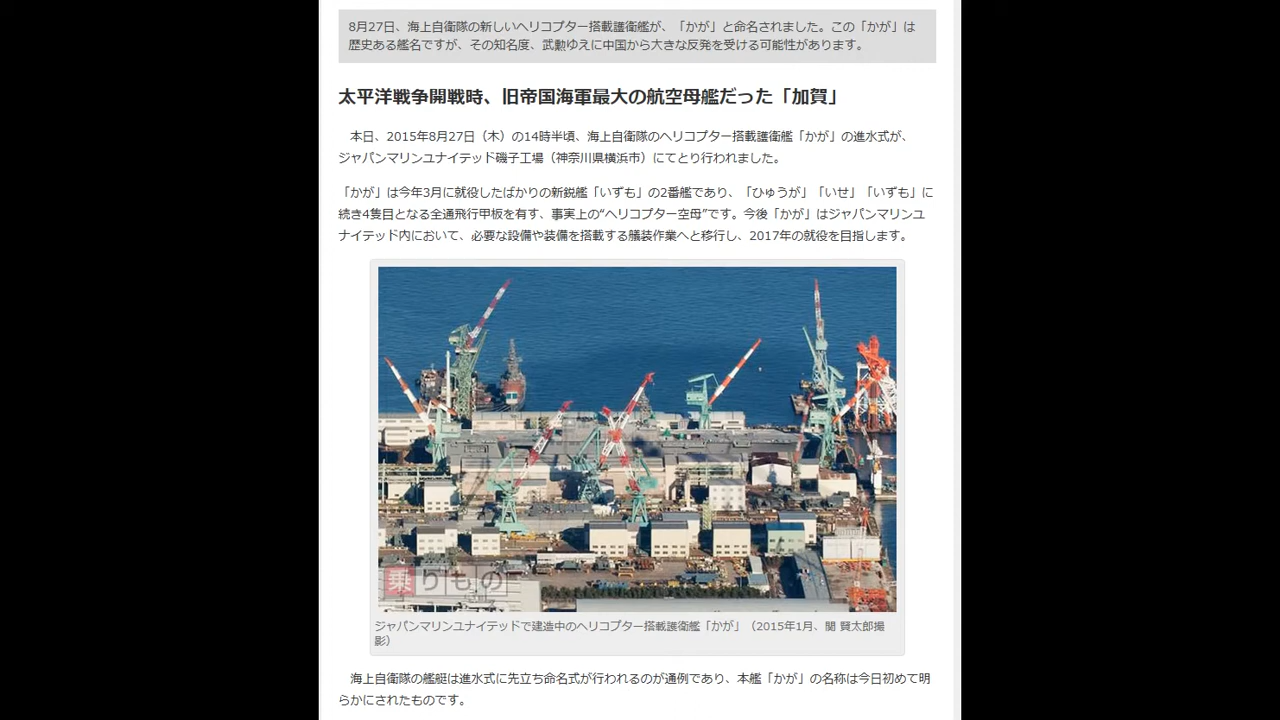 8月27日、海上自衛隊の新しいヘリコプター搭載護衛艦が、「かが」と命名されました。この「かが」は
歴史ある艦名ですが、その知名度、武勲ゆえに中国から大きな反発を受ける可能性があります。
太平洋戦争開戦時、旧帝国海軍最大の航空母艦だった「加賀」
本日、2015年8月27日（木）の14時半頃、海上自衛隊のヘリコプター搭載護衛艦「かが」の進水式が、
ジャパンマリンユナイテッド磯子工場（神奈川県横浜市）にてとり行われました。
「かが」は今年3月に就役したばかりの新鋭艦「いずも」の2番艦であり、「ひゅうが」「いせ」「いずも」に
続き4隻目となる全通飛行甲板を有す、事実上の“ヘリコプター空母”です。今後「かが」はジャパンマリンユ
ナイテッド内において、必要な設備や装備を搭載する艤装作業へと移行し、2017年の就役を目指します。
乗りもの
ジャパンマリンユナイテッドで建造中のヘリコプター搭載護衛艦「かが」（2015年1月、関 賢太郎撮
影）
海上自衛隊の艦艇は進水式に先立ち命名式が行われるのが通例であり、本艦「かが」の名称は今日初めて明
らかにされたものです。